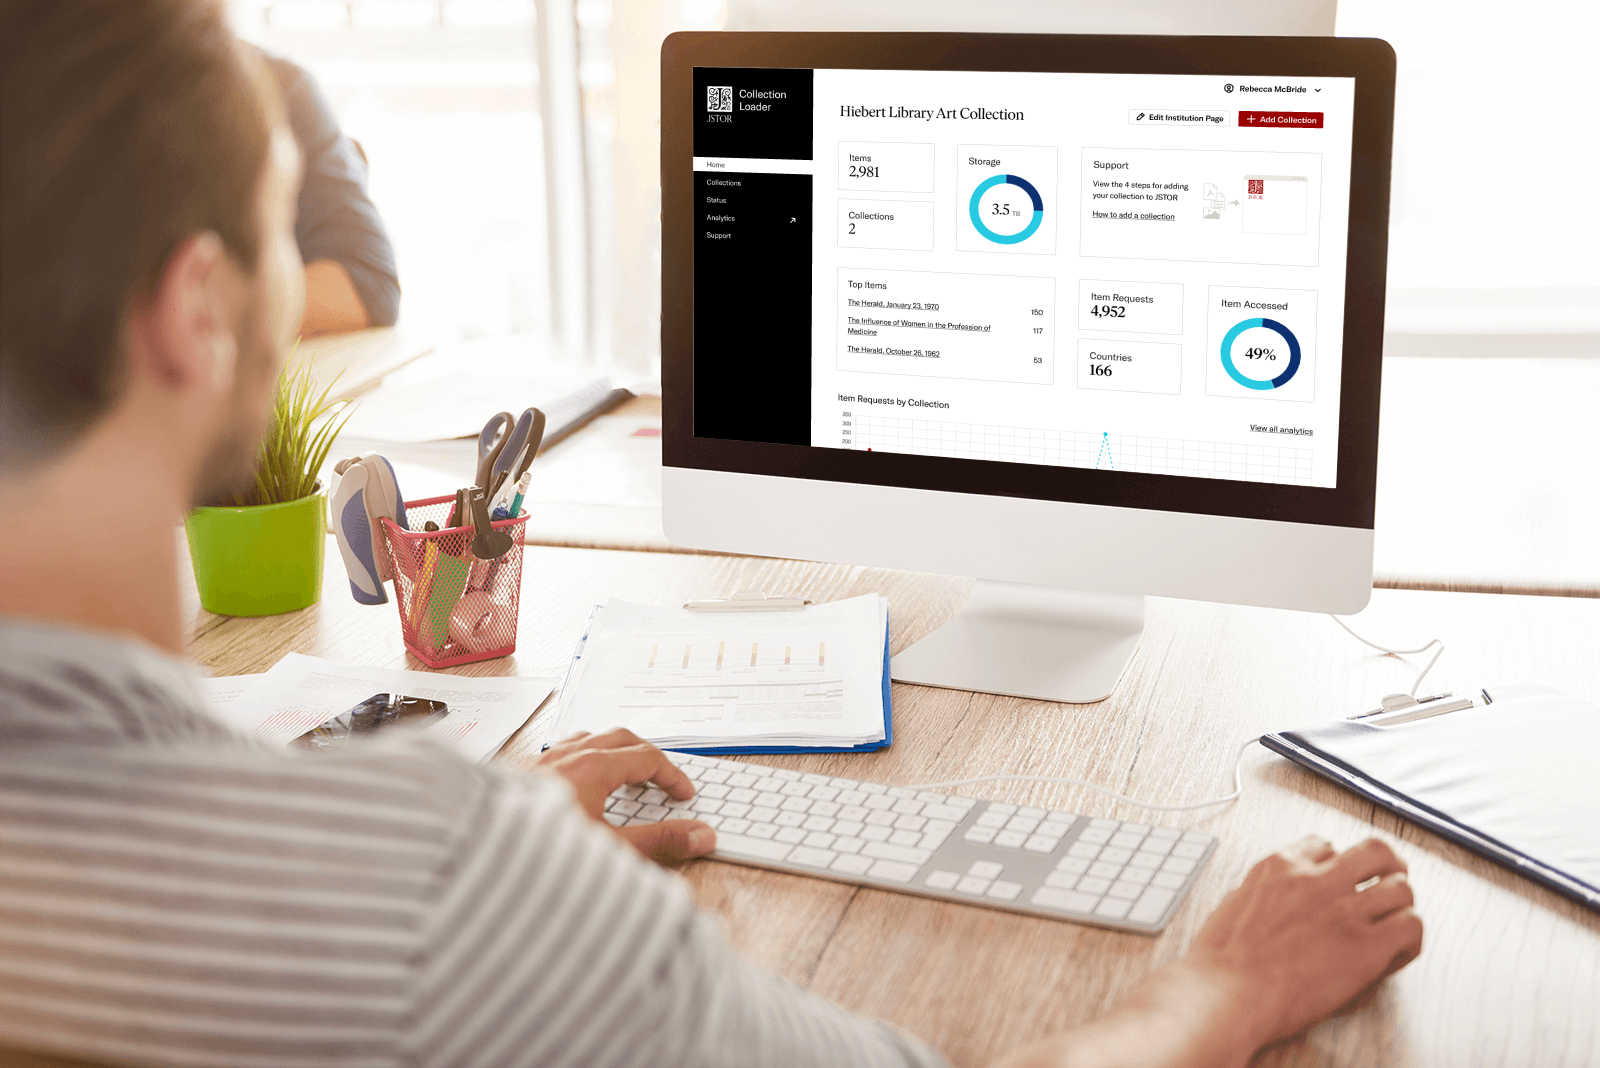 JSTOR
Collection
Loader
Home
Collections
Status
Analytics
Support
Rebecca McBride
Hiebert Library Art Collection
Edit Institution Page
Add Collection
Items
2,981
Collections
2
Storage
3.5 TB
Support
View the 4 steps for adding
your collection to JSTOR
How to add a collection
JSTOR
Top Items
The Herald, January 23, 1970 150
The Influence of Women in the Profession of
Medicine 117
The Herald, October 26, 1962 53
Item Requests
4,952
Countries
166
Item Accessed
49%
Item Requests by Collection
View all analytics
350
300
250
200